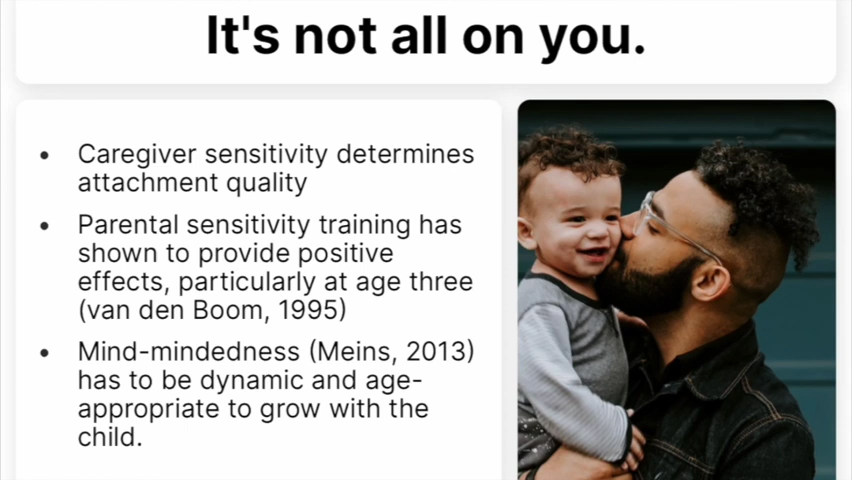 It's not all on you.
• Caregiver sensitivity determines
attachment quality
• Parental sensitivity training has
shown to provide positive
effects, particularly at age three
(van den Boom, 1995)
• Mind-mindedness (Meins, 2013)
has to be dynamic and age-
appropriate to grow with the
child.